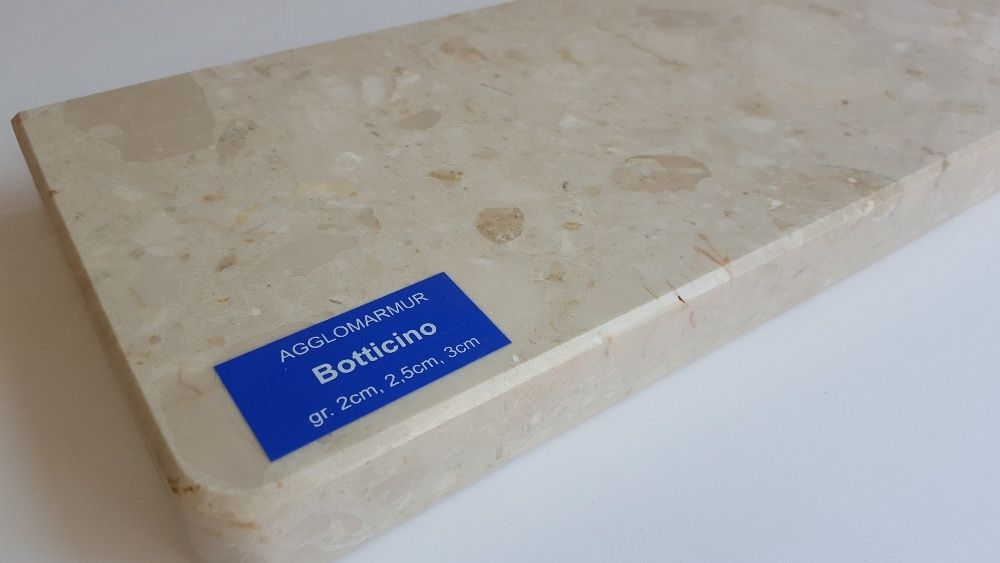 AGGLOMARMUR
Botticino
gr. 2cm, 2,5cm, 3cm